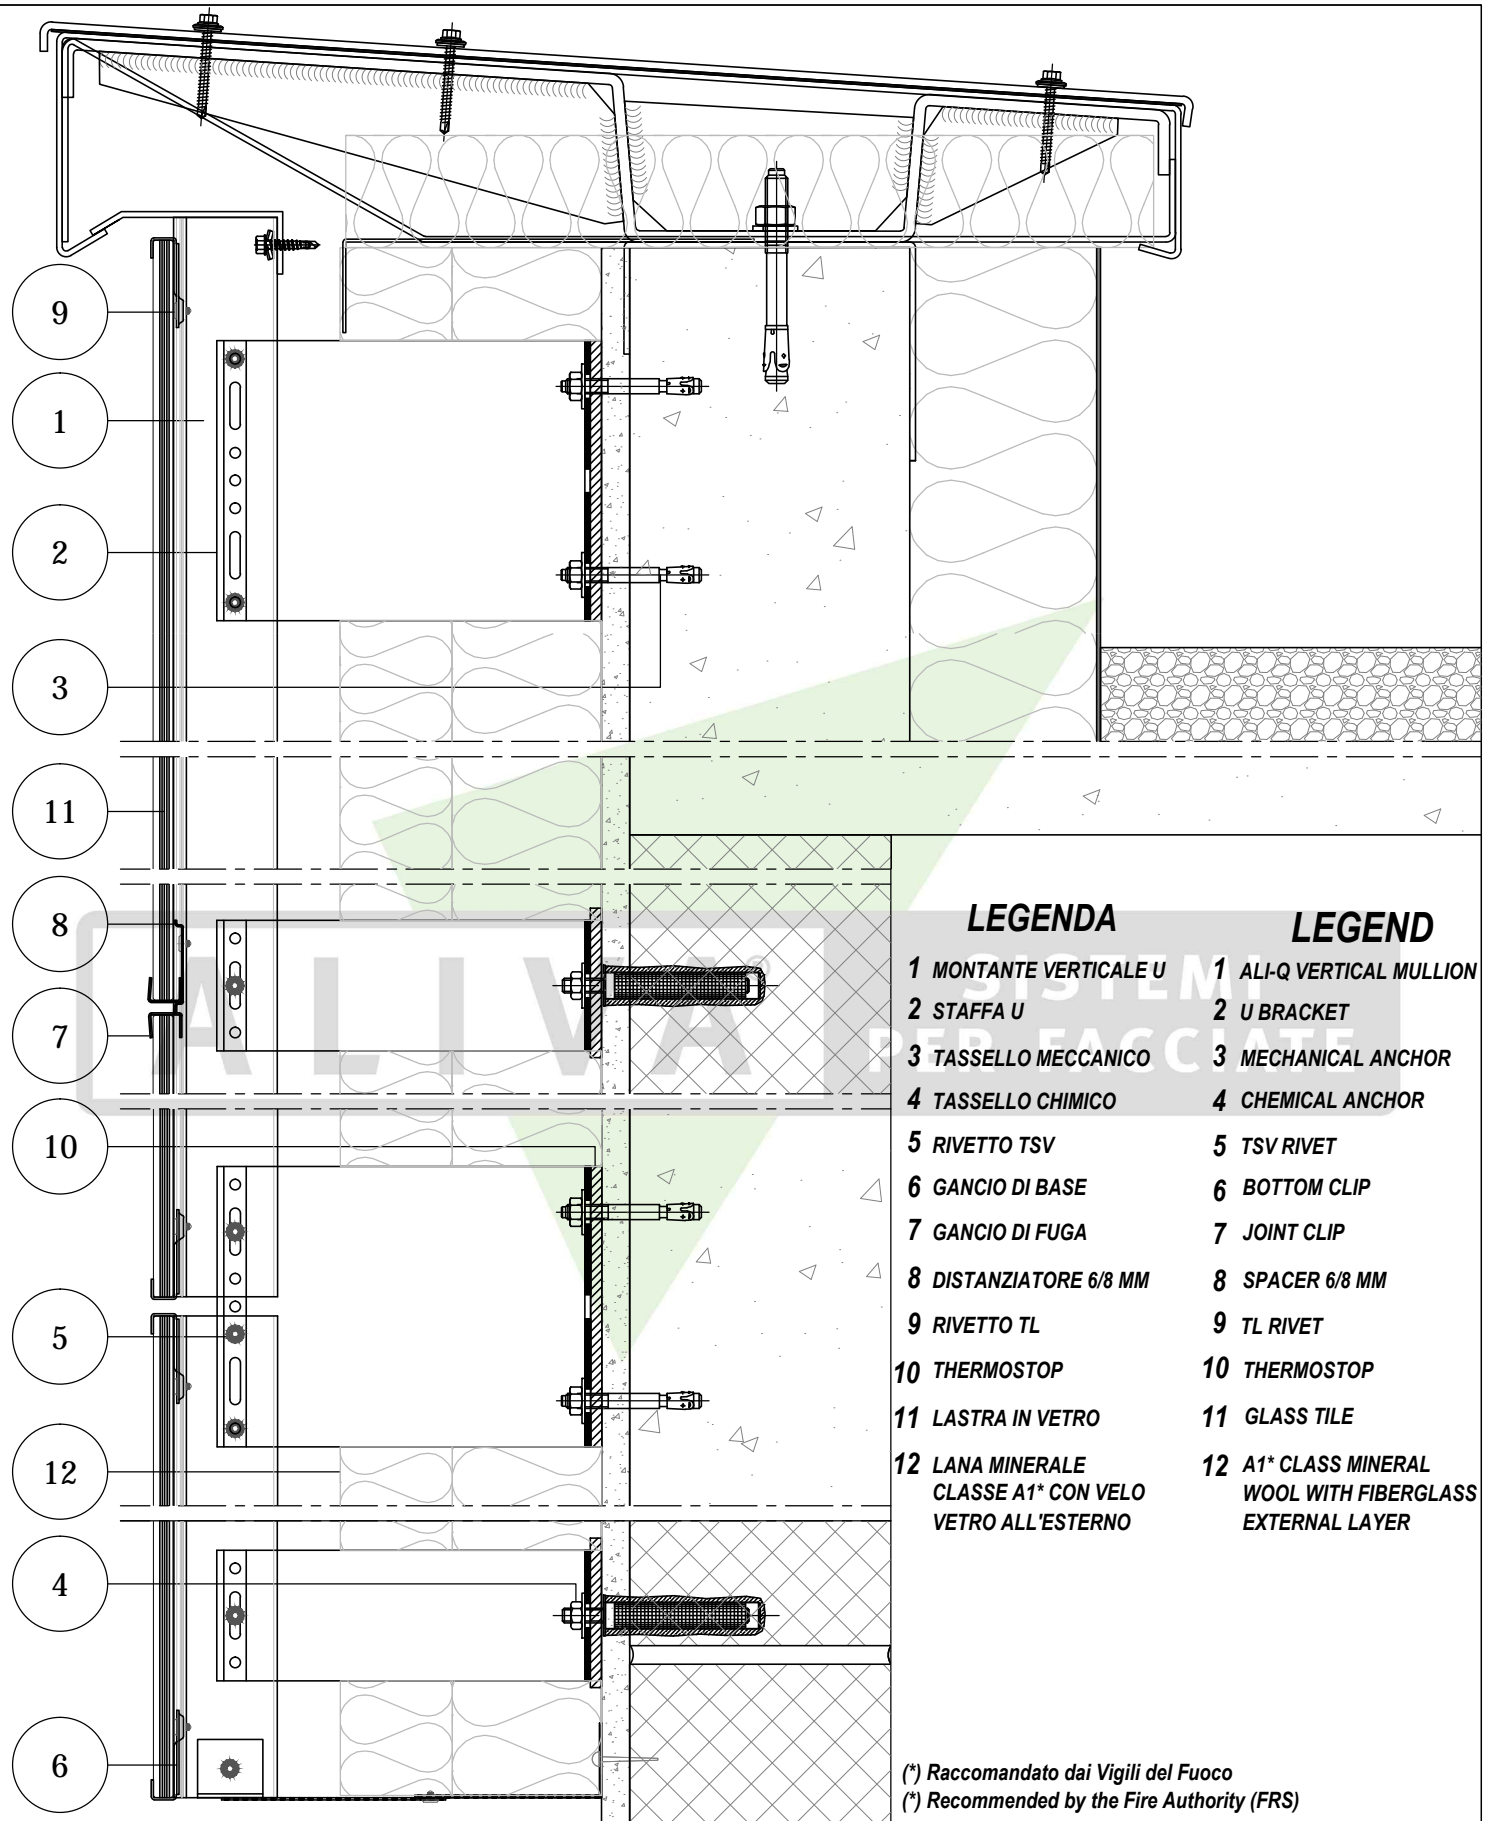 9
1
2
3
11
8
7
10
5
12
4
6
ALIVA®
SISTEMI
PER FACCIATE
LEGENDA
1 MONTANTE VERTICALE U
2 STAFFA U
3 TASSELLO MECCANICO
4 TASSELLO CHIMICO
5 RIVETTO TSV
6 GANCIO DI BASE
7 GANCIO DI FUGA
8 DISTANZIATORE 6/8 MM
9 RIVETTO TL
10 THERMOSTOP
11 LASTRA IN VETRO
12 LANA MINERALE
CLASSE A1* CON VELO
VETRO ALL'ESTERNO
LEGEND
1 ALI-Q VERTICAL MULLION
2 U BRACKET
3 MECHANICAL ANCHOR
4 CHEMICAL ANCHOR
5 TSV RIVET
6 BOTTOM CLIP
7 JOINT CLIP
8 SPACER 6/8 MM
9 TL RIVET
10 THERMOSTOP
11 GLASS TILE
12 A1* CLASS MINERAL
WOOL WITH FIBERGLASS
EXTERNAL LAYER
(*) Raccomandato dai Vigili del Fuoco
(*) Recommended by the Fire Authority (FRS)